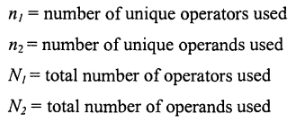 n₁ = number of unique operators used
n₂ = number of unique operands used
N₁ = total number of operators used
N₂ = total number of operands used